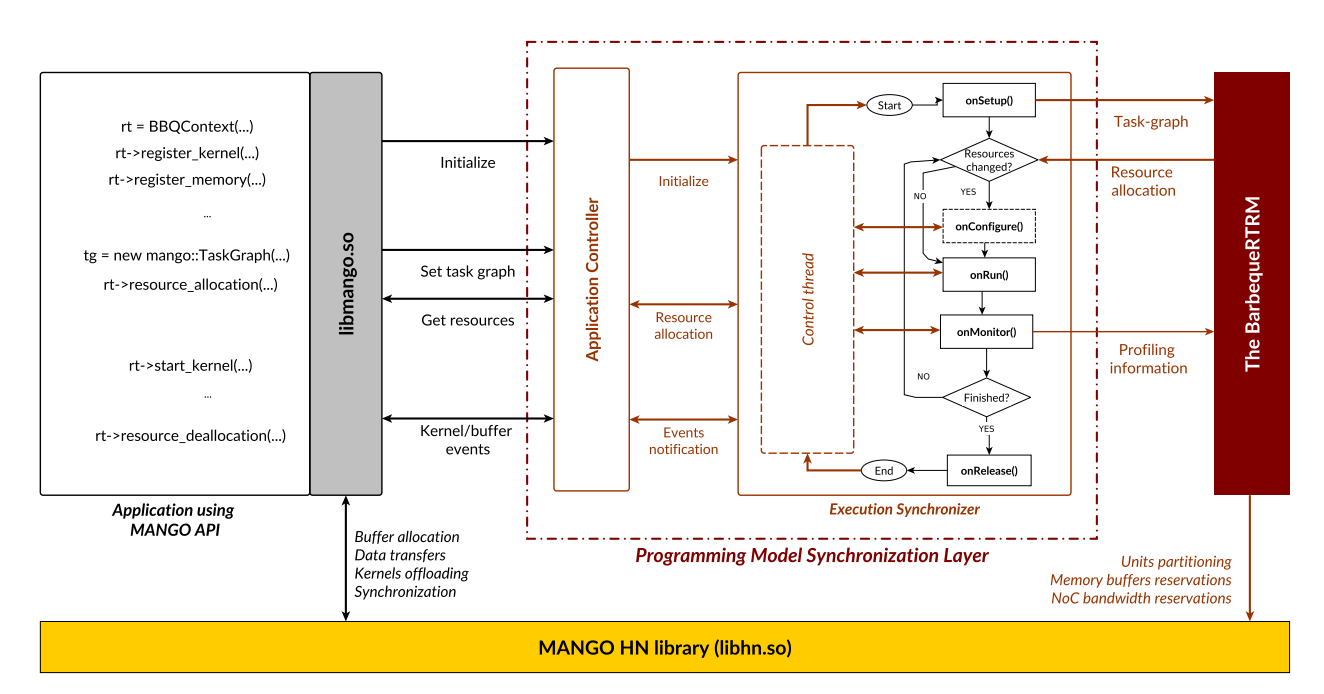 rt = BBQContext(...)
rt->register_kernel(...)
rt->register_memory(...)
...
tg = new mango::TaskGraph(...)
rt->resource_allocation(...)
rt->start_kernel(...)
...
rt->resource_deallocation(...)
Application using
MANGO API
libmango.so
Initialize
Set task graph
Get resources
Kernel/buffer
events
Buffer allocation
Data transfers
Kernels offloading
Synchronization
Application Controller
Initialize
Resource
allocation
Events
notification
Control thread
Start
onSetup()
Resources
changed?
NO
YES
onConfigure()
onRun()
onMonitor()
NO
Finished?
YES
End
onRelease()
Execution Synchronizer
Programming Model Synchronization Layer
Task-graph
Resource
allocation
Profiling
information
The BarbequeRTRM
Units partitioning
Memory buffers reservations
NoC bandwidth reservations
MANGO HN library (libhn.so)